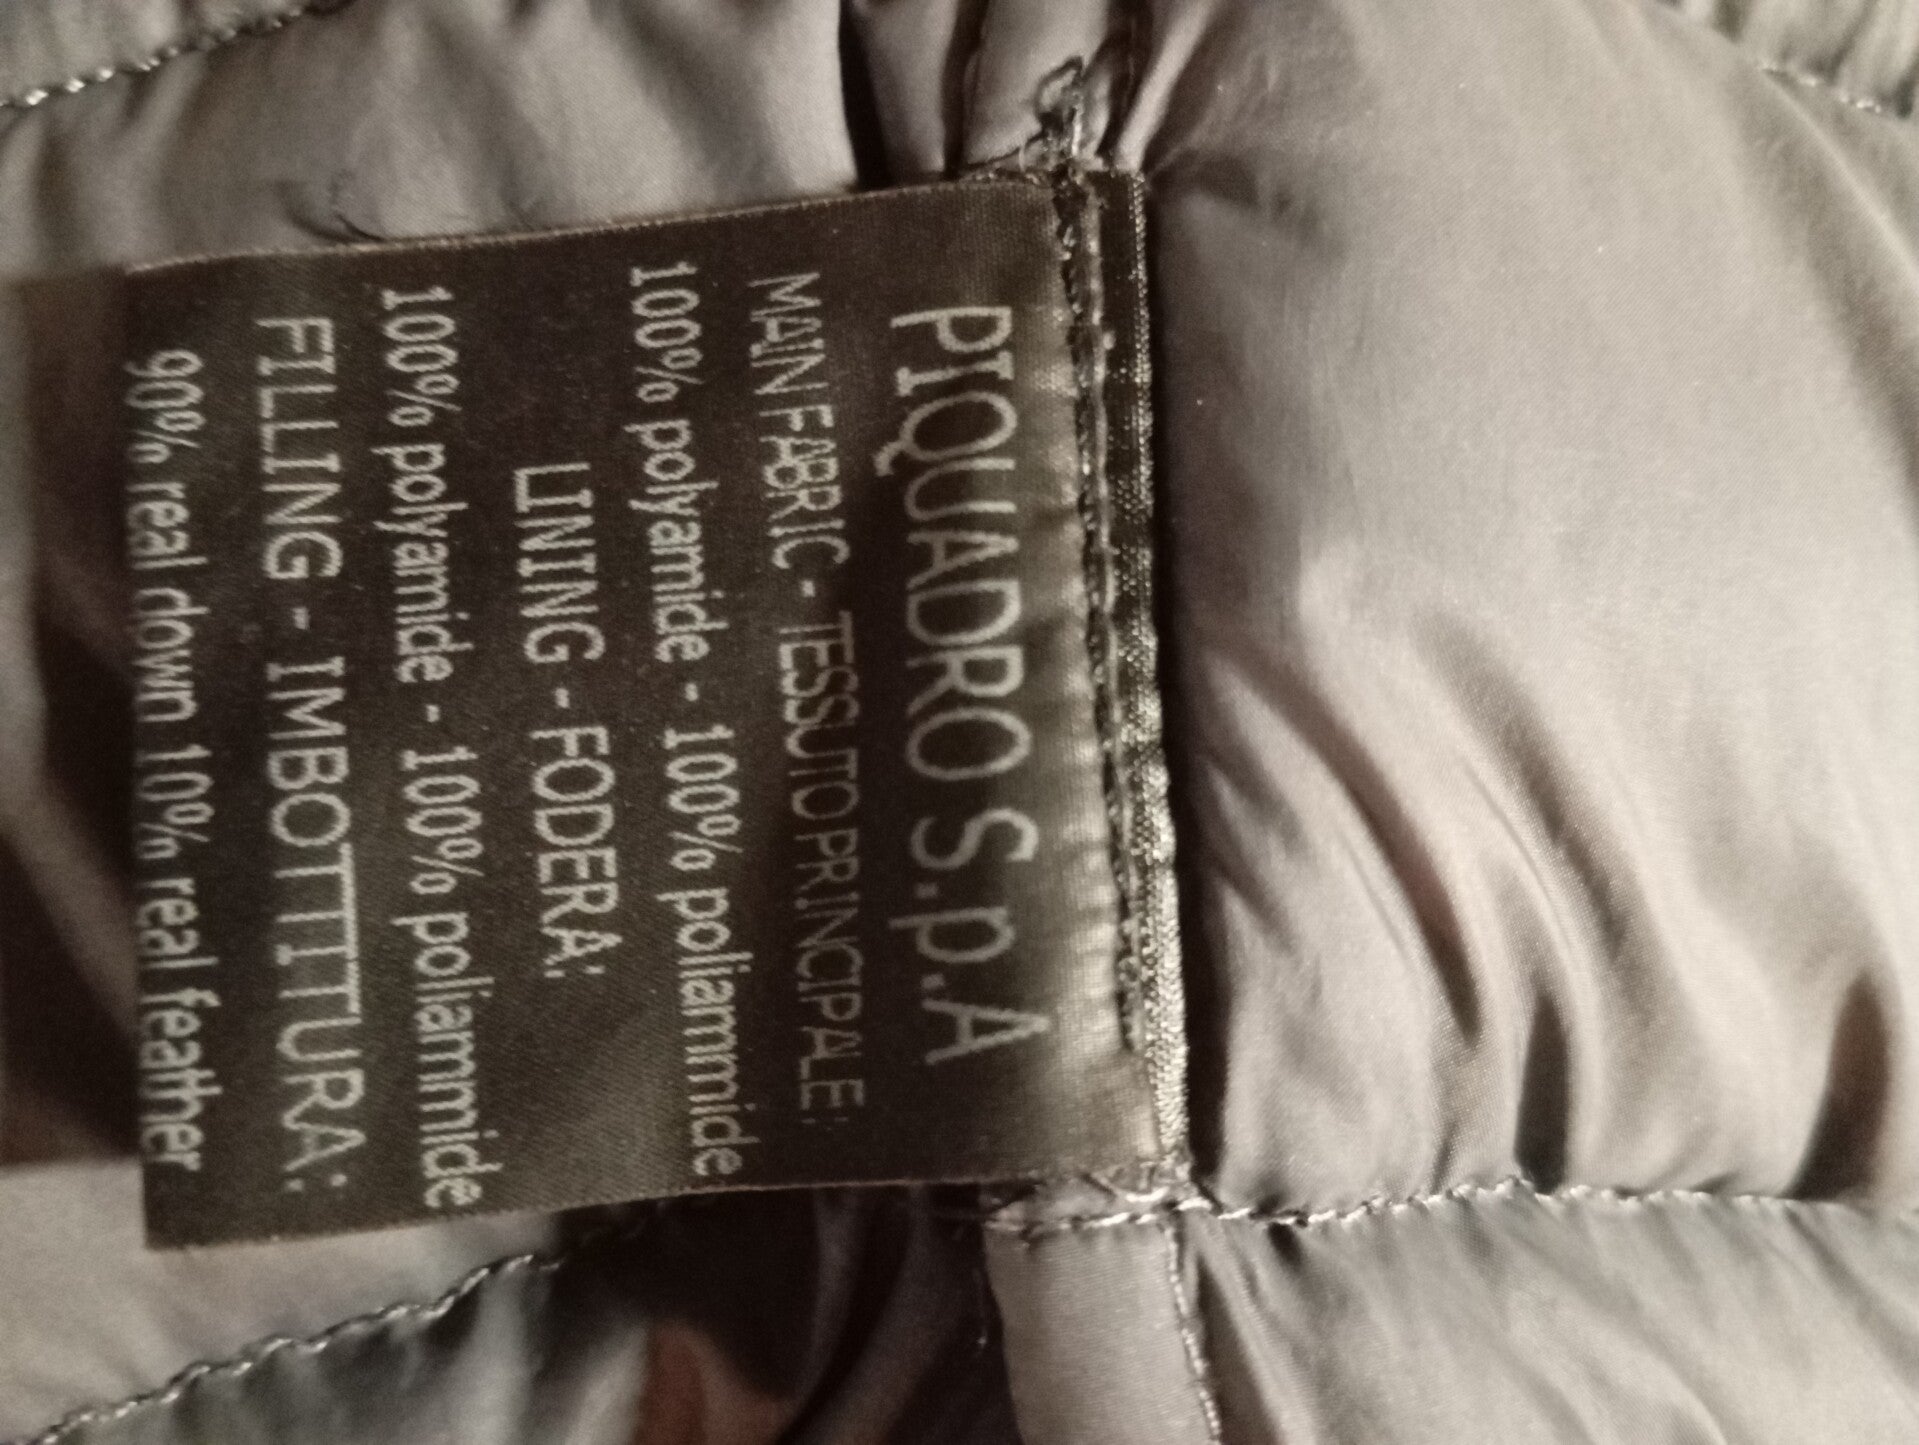 PIQUADRO S.p.A
MAIN FABRIC - TESSUTO PRINCIPALE:
100% polyamide - 100% poliammide
LINING - FODERA:
100% polyamide - 100% poliammide
FILLING - IMBOTTITURA:
90% real down 10% real feather